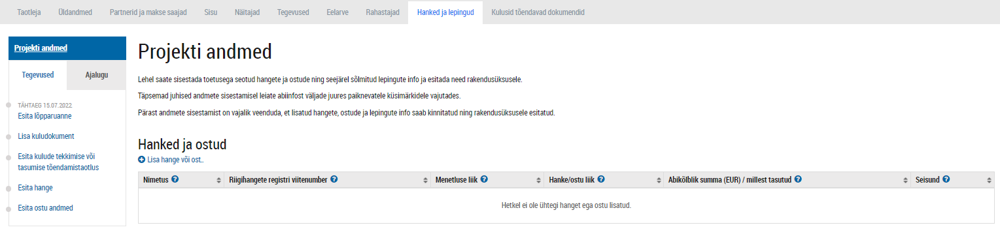 Taotleja Üldandmed Partnerid ja makse saajad Sisu Näitajad Tegevused Eelarve Rahastajad Hanked ja lepingud Kulusid tõendavad dokumendid
Projekti andmed
Tegevused Ajalugu
TÄHTAEG 15.07.2022
Esita lõpparuanne
Lisa kuludokument
Esita kulude tekkimise või
tasumise tõendamistaotlus
Esita hange
Esita ostu andmed
Projekti andmed
Lehel saate sisestada toetusega seotud hangete ja ostude ning seejärel sõlmitud lepingute info ja esitada need rakendusüksusele.
Täpsemad juhised andmete sisestamisel leiate abiinfost väljade juures paiknevatele küsimärkidele vajutades.
Pärast andmete sisestamist on vajalik veenduda, et lisatud hangete, ostude ja lepingute info saab kinnitatud ning rakendusüksusele esitatud.
Hanked ja ostud
Lisa hange või ost..
Nimetus ? Riigihangete registri viitenumber ? Menetluse liik ? Hanke/ostu liik ? Abikõlblik summa (EUR) / millest tasutud ? Seisund ?
Hetkel ei ole ühtegi hanget ega ostu lisatud.